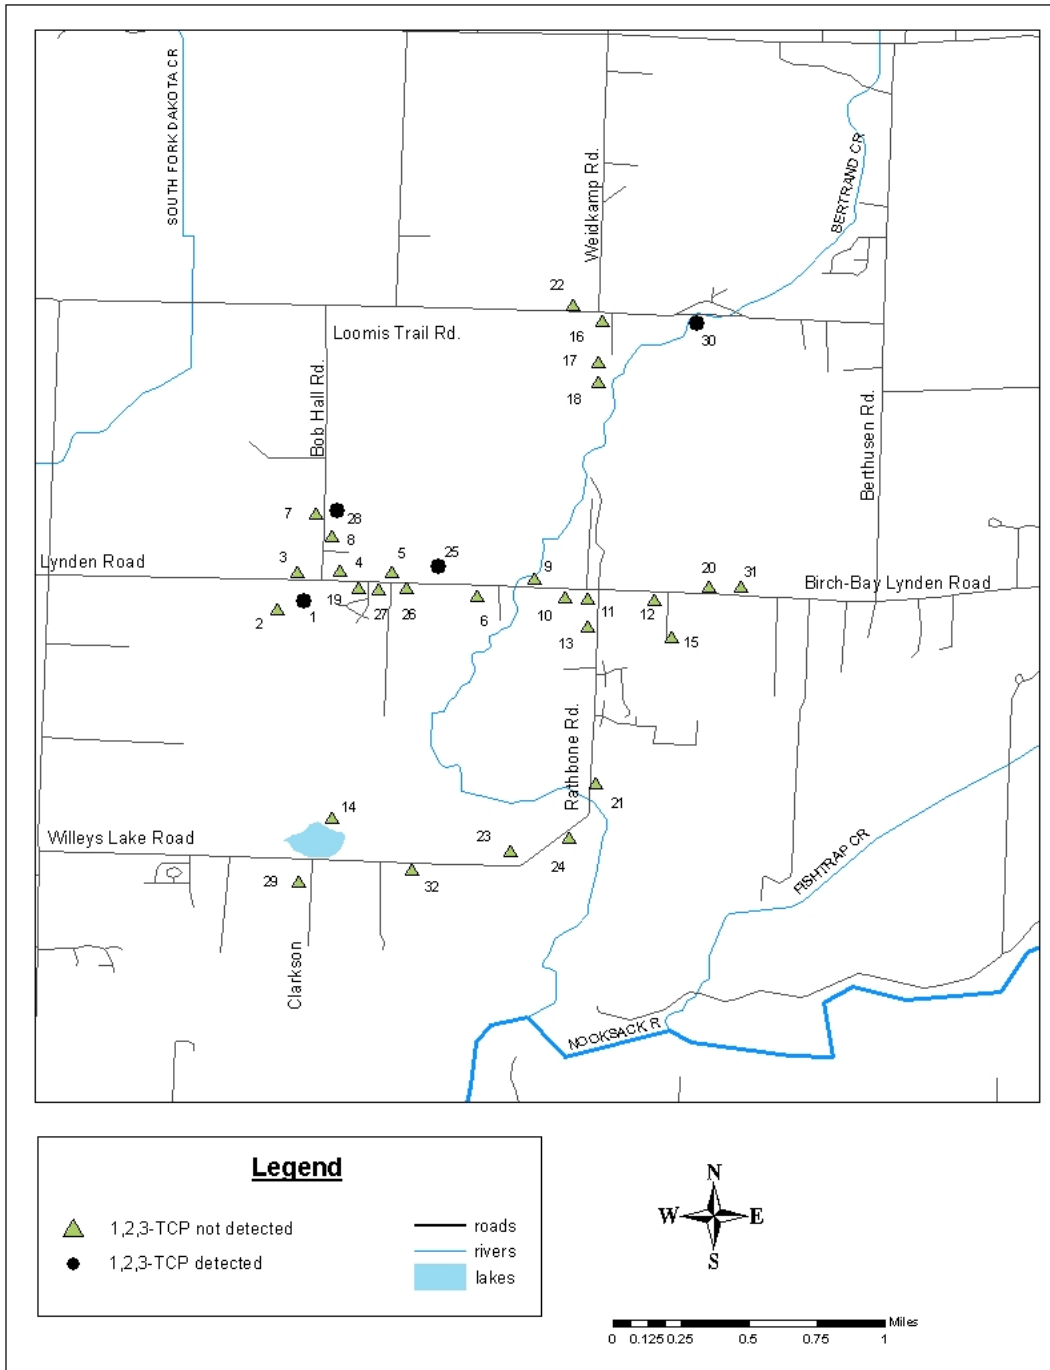 SOUTH FORK DAKOTA CR
Weidkamp Rd.
BERTRAND CR
22
16
30
Loomis Trail Rd.
17
18
Bob Hall Rd.
Berthusen Rd.
7
28
8
25
Lynden Road
3
4
5
9
20
31
Birch-Bay Lynden Road
2
1
19
27
26
6
10
11
12
13
15
Rathbone Rd.
21
14
Willeys Lake Road
23
24
FISHTRAP CR
29
32
Clarkson
NOOKSACK R
Legend
1,2,3-TCP not detected
1,2,3-TCP detected
roads
rivers
lakes
N
W
E
S
Miles
0 0.125 0.25 0.5 0.75 1